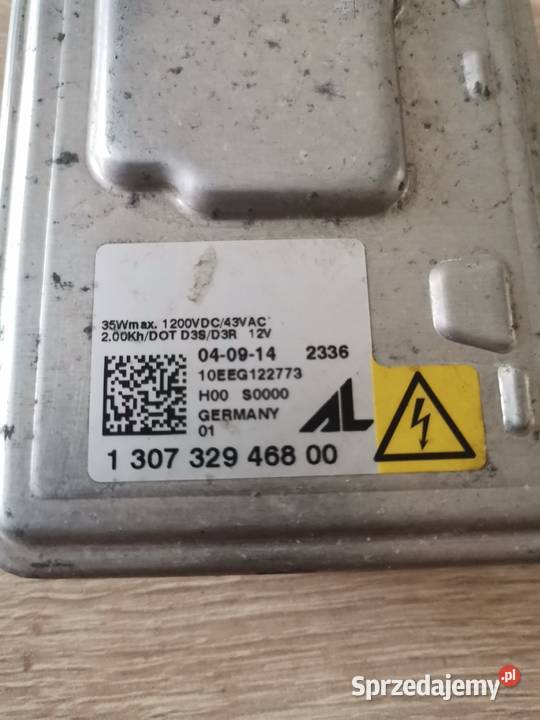 35Wmax. 1200VDC/43VAC
2.00Kh/DOT D3S/D3R 12V
04-09-14 2336
10EEG122773
H00 S0000
GERMANY
01
AL
1 307 329 468 00
Sprzedajemy.pl